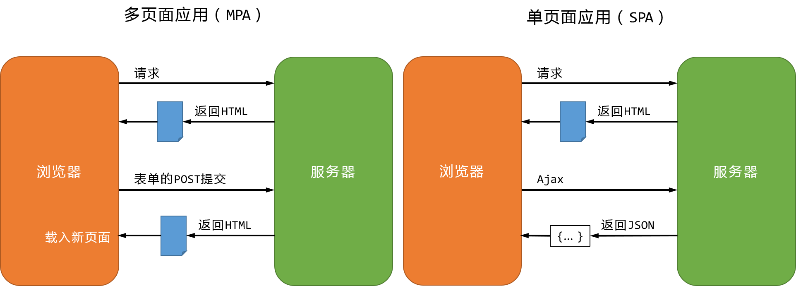 多页面应用（MPA）
浏览器
请求
返回HTML
表单的POST提交
返回HTML
载入新页面
服务器
单页面应用（SPA）
浏览器
请求
返回HTML
Ajax
返回JSON
{…}
服务器